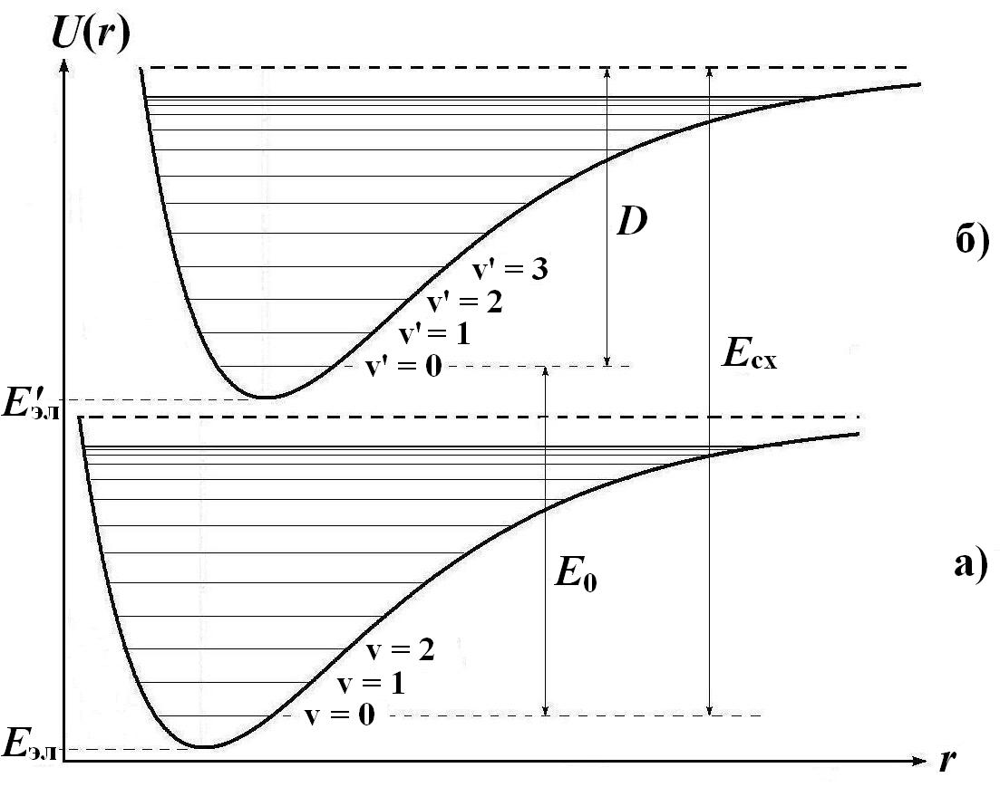 U(r)
D
б)
v' = 3
v' = 2
v' = 1
v' = 0
Eсх
E'эл
E0
а)
v = 2
v = 1
v = 0
Eэл
r